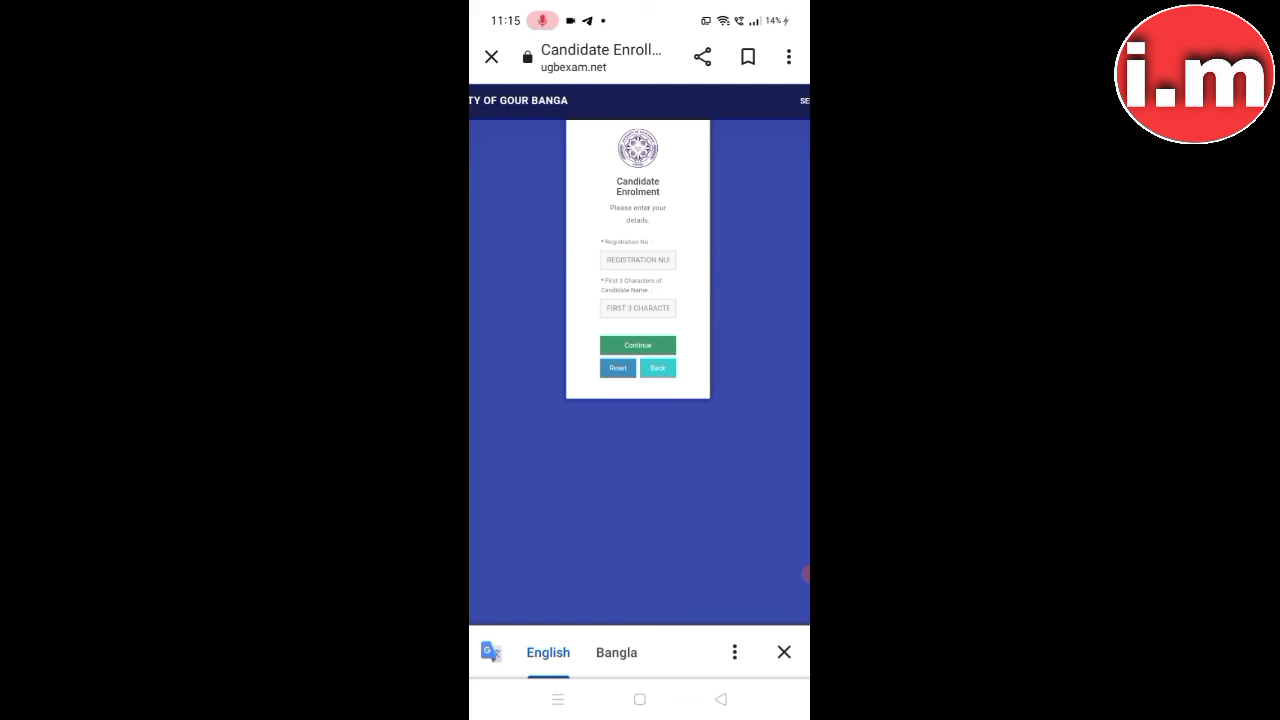 11:15
14%
i.m
Candidate Enroll...
ugbexam.net
TY OF GOUR BANGA
SE
Candidate
Enrolment
Please enter your
details.
* Registration No. :
REGISTRATION NU
* First 3 Characters of
Candidate Name. :
FIRST 3 CHARACTE
Continue
Reset
Back
English
Bangla